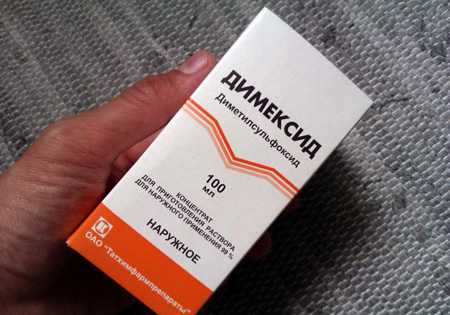 ДИМЕКСИД
Диметилсульфоксид
100
мл
КОНЦЕНТРАТ
ДЛЯ ПРИГОТОВЛЕНИЯ РАСТВОРА
ДЛЯ НАРУЖНОГО ПРИМЕНЕНИЯ 99 %
НАРУЖНОЕ
ОАО "Татхимфармпрепараты"